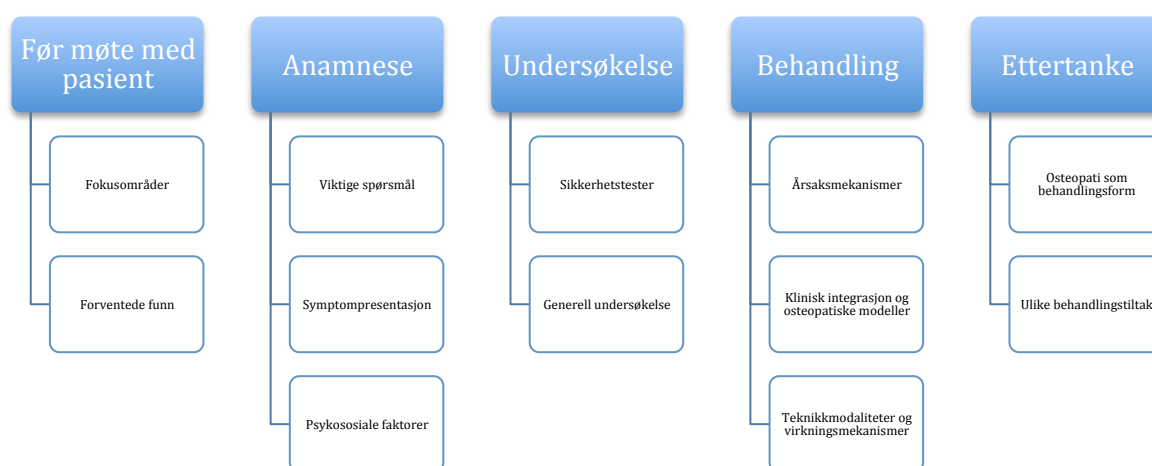 Før møte med
pasient
Fokusområder
Forventede funn
Anamnese
Viktige spørsmål
Symptompresentasjon
Psykososiale faktorer
Undersøkelse
Sikkerhetstester
Generell undersøkelse
Behandling
Årsaksmekanismer
Klinisk integrasjon og
osteopatiske modeller
Teknikkmodaliteter og
virkningsmekanismer
Ettertanke
Osteopati som
behandlingsform
Ulike behandlingstiltak